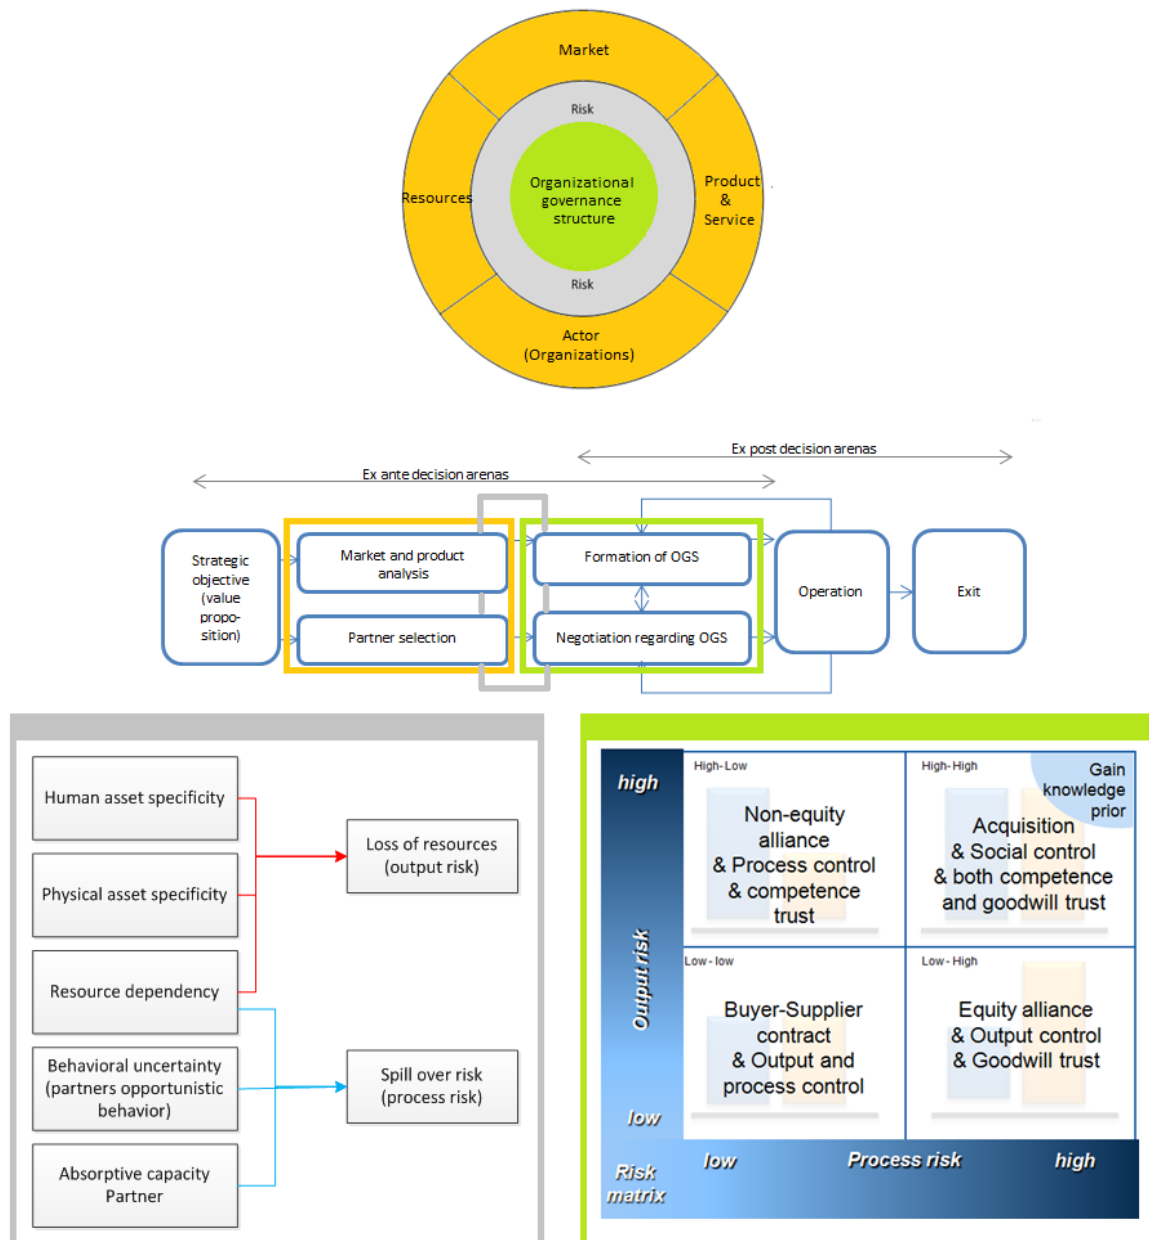 Market
Risk
Organizational
governance
structure
Resources
Product
&
Service
Risk
Actor
(Organizations)
Ex post decision arenas
Ex ante decision arenas
Strategic
objective
(value
propo-
sition)
Market and product
analysis
Partner selection
Formation of OGS
Negotiation regarding OGS
Operation
Exit
Human asset specificity
Physical asset specificity
Resource dependency
Behavioral uncertainty
(partners opportunistic
behavior)
Absorptive capacity
Partner
Loss of resources
(output risk)
Spill over risk
(process risk)
high
Output risk
low
Risk
matrix
low
Process risk
high
High-Low
Non-equity
alliance
& Process control
& competence
trust
High-High
Gain
knowledge
prior
Acquisition
& Social control
& both competence
and goodwill trust
Low - low
Buyer-Supplier
contract
& Output and
process control
Low - High
Equity alliance
& Output control
& Goodwill trust